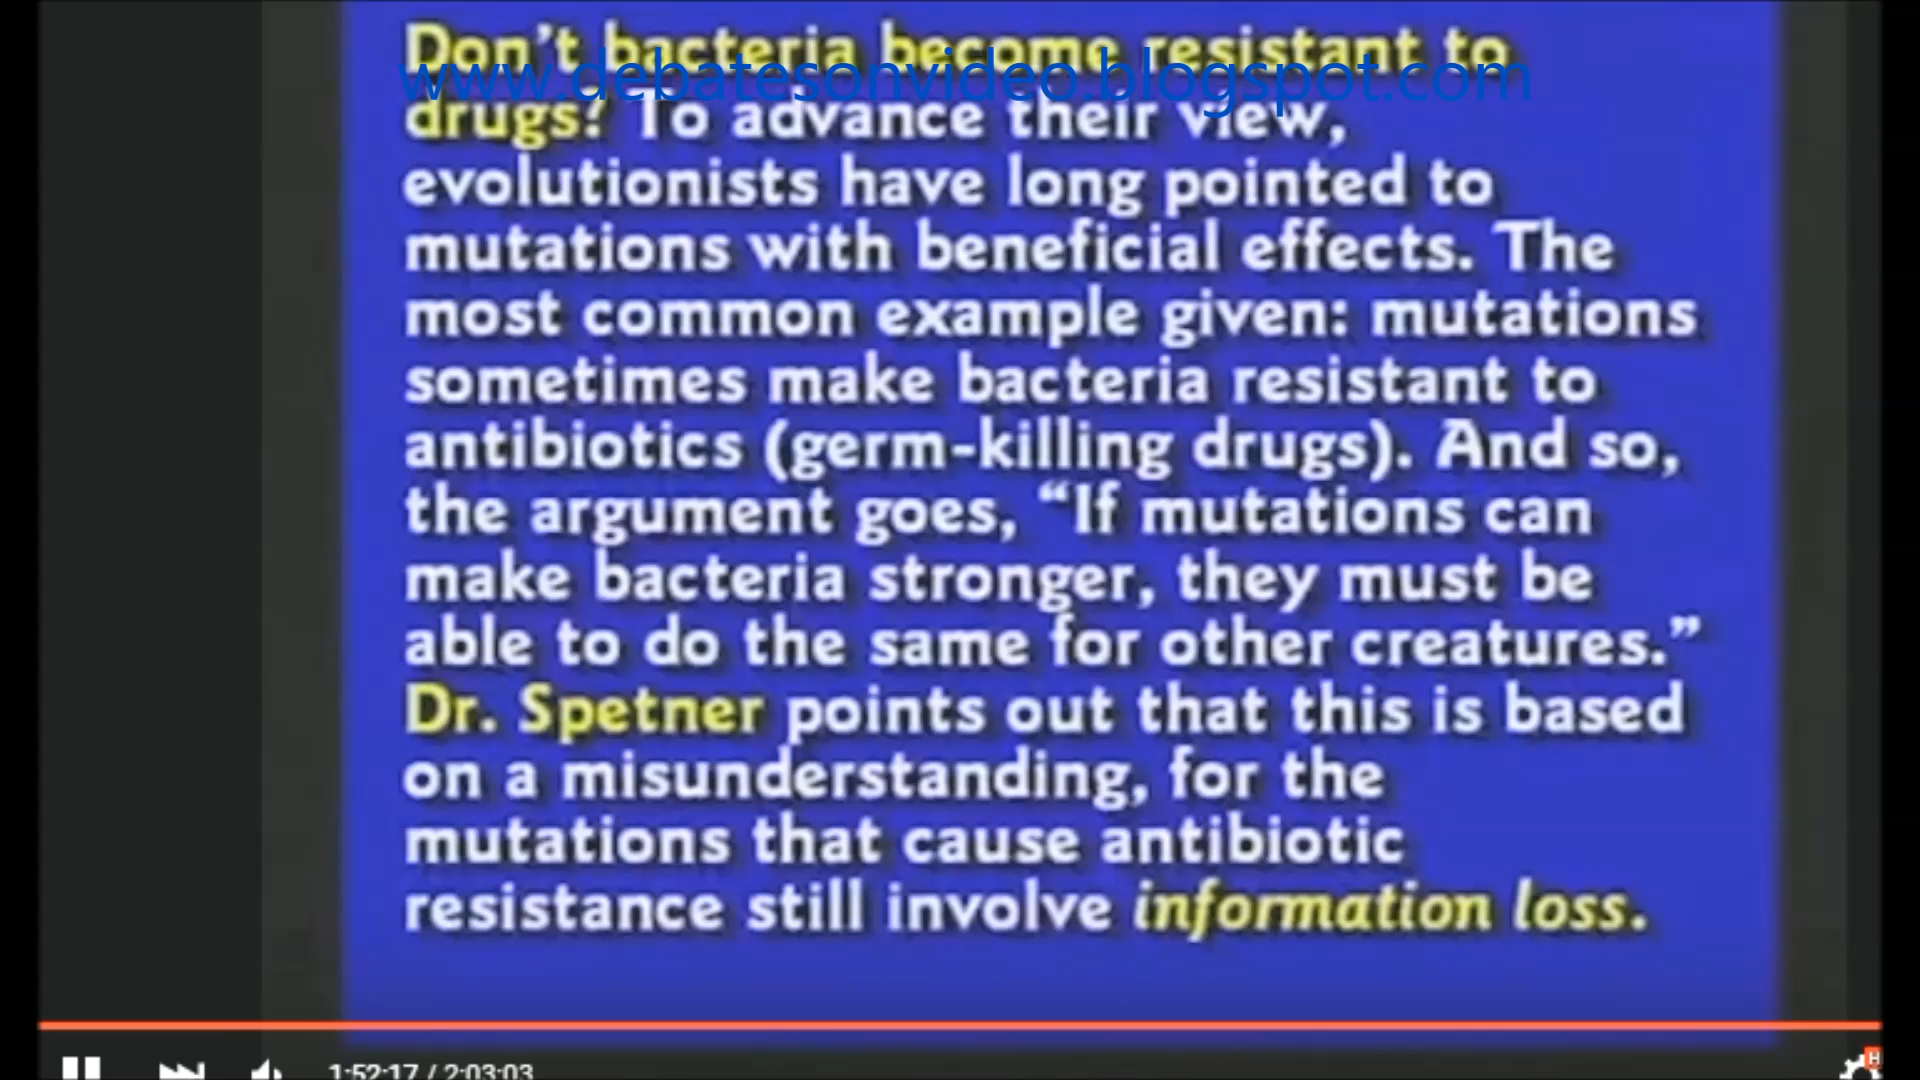 Don't bacteria become resistant to
www.debatesonvideo.blogspot.com
drugs? To advance their view,
evolutionists have long pointed to
mutations with beneficial effects. The
most common example given: mutations
sometimes make bacteria resistant to
antibiotics (germ-killing drugs). And so,
the argument goes, “If mutations can
make bacteria stronger, they must be
able to do the same for other creatures.”
Dr. Spetner points out that this is based
on a misunderstanding, for the
mutations that cause antibiotic
resistance still involve information loss.
1:52:17 / 2:03:03
H